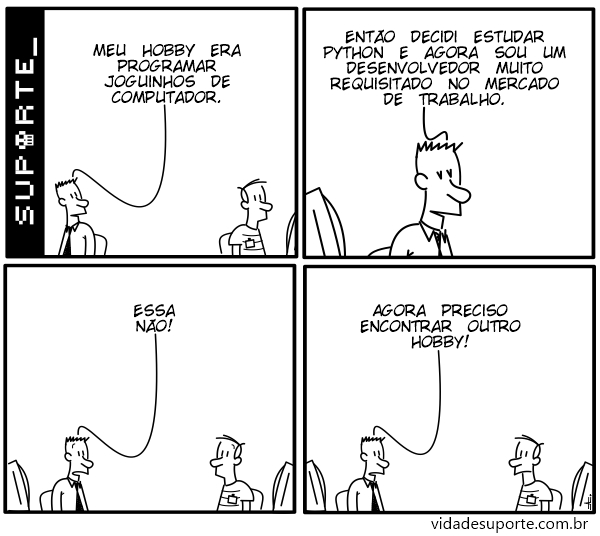 SUPORTE_
MEU HOBBY ERA
PROGRAMAR
JOGUINHOS DE
COMPUTADOR.
ENTÃO DECIDI ESTUDAR
PYTHON E AGORA SOU UM
DESENVOLVEDOR MUITO
REQUISITADO NO MERCADO
DE TRABALHO.
ESSA
NÃO!
AGORA PRECISO
ENCONTRAR OUTRO
HOBBY!
vidadesuporte.com.br